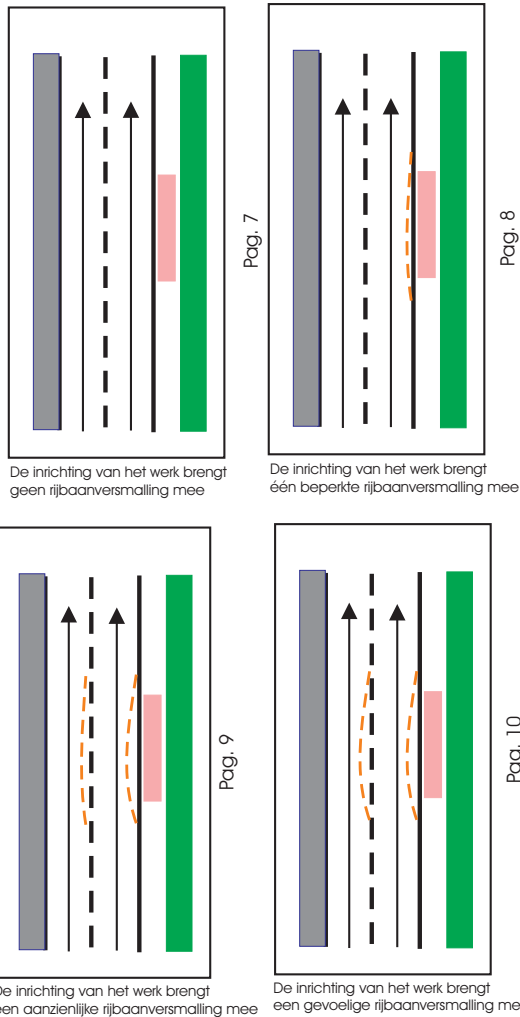 Pag. 7
De inrichting van het werk brengt
geen rijbaanversmalling mee
Pag. 8
De inrichting van het werk brengt
één beperkte rijbaanversmalling mee
Pag. 9
De inrichting van het werk brengt
een aanzienlijke rijbaanversmalling mee
Pag. 10
De inrichting van het werk brengt
een gevoelige rijbaanversmalling me